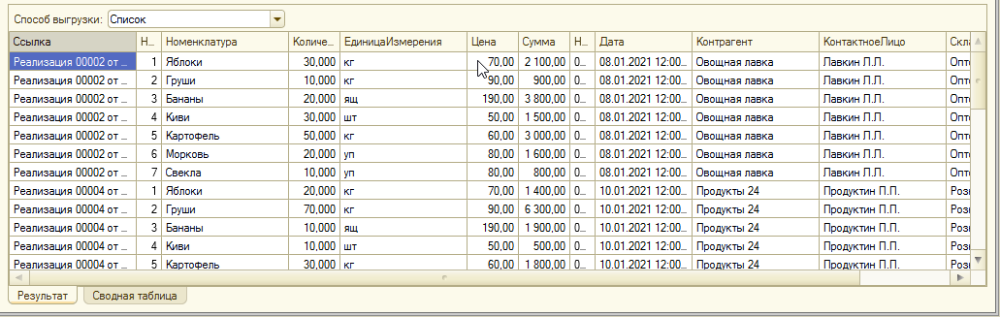 Способ выгрузки: Список
Ссылка Н... Номенклатура Количе... ЕдиницаИзмерения Цена Сумма Н... Дата Контрагент КонтактноеЛицо Скла
Реализация 00002 от ... 1 Яблоки 30,000 кг 70,00 2 100,00 0... 08.01.2021 12:00... Овощная лавка Лавкин Л.Л. Опто
Реализация 00002 от ... 2 Груши 10,000 кг 90,00 900,00 0... 08.01.2021 12:00... Овощная лавка Лавкин Л.Л. Опто
Реализация 00002 от ... 3 Бананы 20,000 ящ 190,00 3 800,00 0... 08.01.2021 12:00... Овощная лавка Лавкин Л.Л. Опто
Реализация 00002 от ... 4 Киви 30,000 шт 50,00 1 500,00 0... 08.01.2021 12:00... Овощная лавка Лавкин Л.Л. Опто
Реализация 00002 от ... 5 Картофель 50,000 кг 60,00 3 000,00 0... 08.01.2021 12:00... Овощная лавка Лавкин Л.Л. Опто
Реализация 00002 от ... 6 Морковь 20,000 уп 80,00 1 600,00 0... 08.01.2021 12:00... Овощная лавка Лавкин Л.Л. Опто
Реализация 00002 от ... 7 Свекла 10,000 уп 80,00 800,00 0... 08.01.2021 12:00... Овощная лавка Лавкин Л.Л. Опто
Реализация 00004 от ... 1 Яблоки 20,000 кг 70,00 1 400,00 0... 10.01.2021 12:00... Продукты 24 Продуктин П.П. Розн
Реализация 00004 от ... 2 Груши 70,000 кг 90,00 6 300,00 0... 10.01.2021 12:00... Продукты 24 Продуктин П.П. Розн
Реализация 00004 от ... 3 Бананы 10,000 ящ 190,00 1 900,00 0... 10.01.2021 12:00... Продукты 24 Продуктин П.П. Розн
Реализация 00004 от ... 4 Киви 10,000 шт 50,00 500,00 0... 10.01.2021 12:00... Продукты 24 Продуктин П.П. Розн
Реализация 00004 от ... 5 Картофель 30,000 кг 60,00 1 800,00 0... 10.01.2021 12:00... Продукты 24 Продуктин П.П. Розн
Результат Сводная таблица